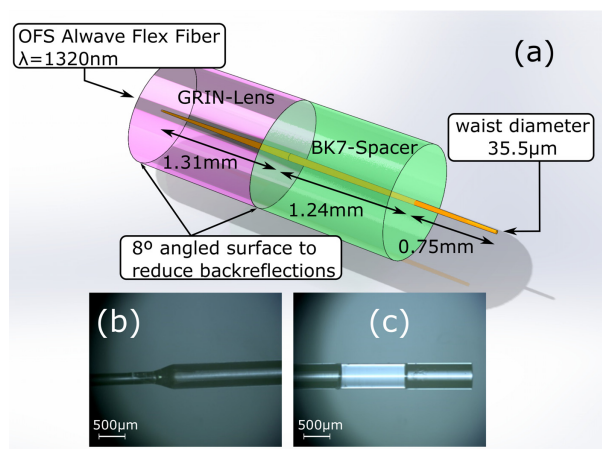 OFS Alwave Flex Fiber
λ=1320nm
(a)
GRIN-Lens
BK7-Spacer
waist diameter
35.5µm
1.31mm
1.24mm
0.75mm
8º angled surface to
reduce backreflections
(b)
500µm
(c)
500µm